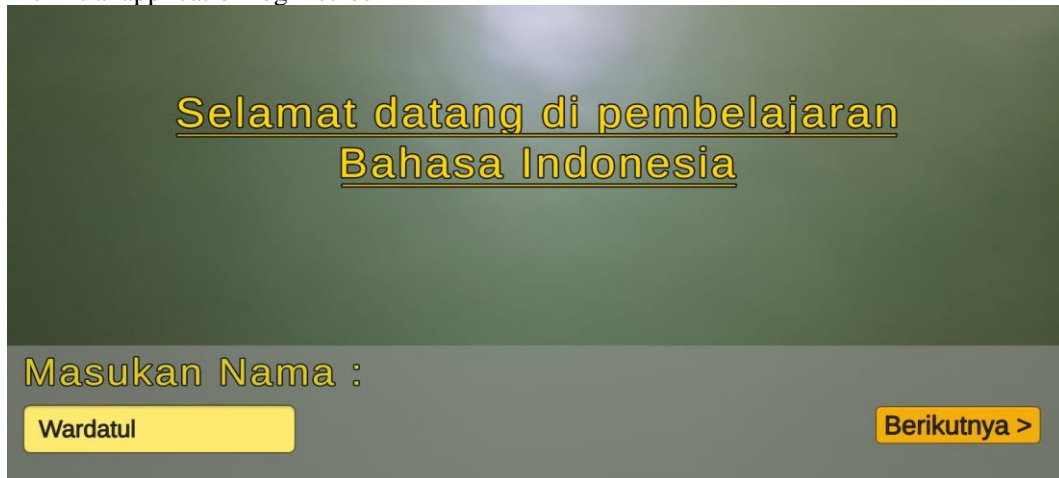 Selamat datang di pembelajaran
Bahasa Indonesia
Masukan Nama :
Wardatul
Berikutnya >